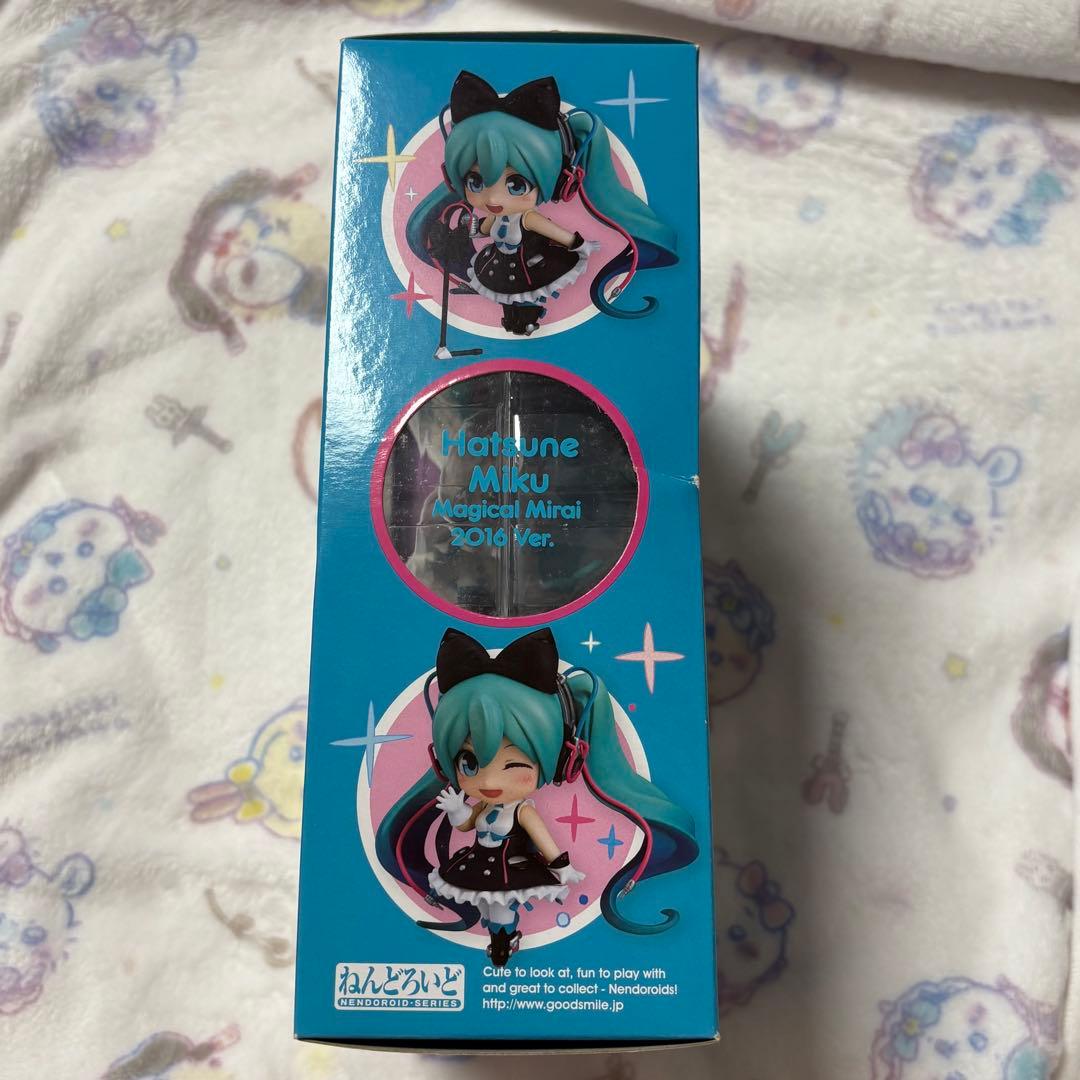 Hatsune
Miku
Magical Mirai
2016 Ver.
ねんどろいど
NENDOROID-SERIES
Cute to look at, fun to play with
and great to collect - Nendoroids!
http://www.goodsmile.jp